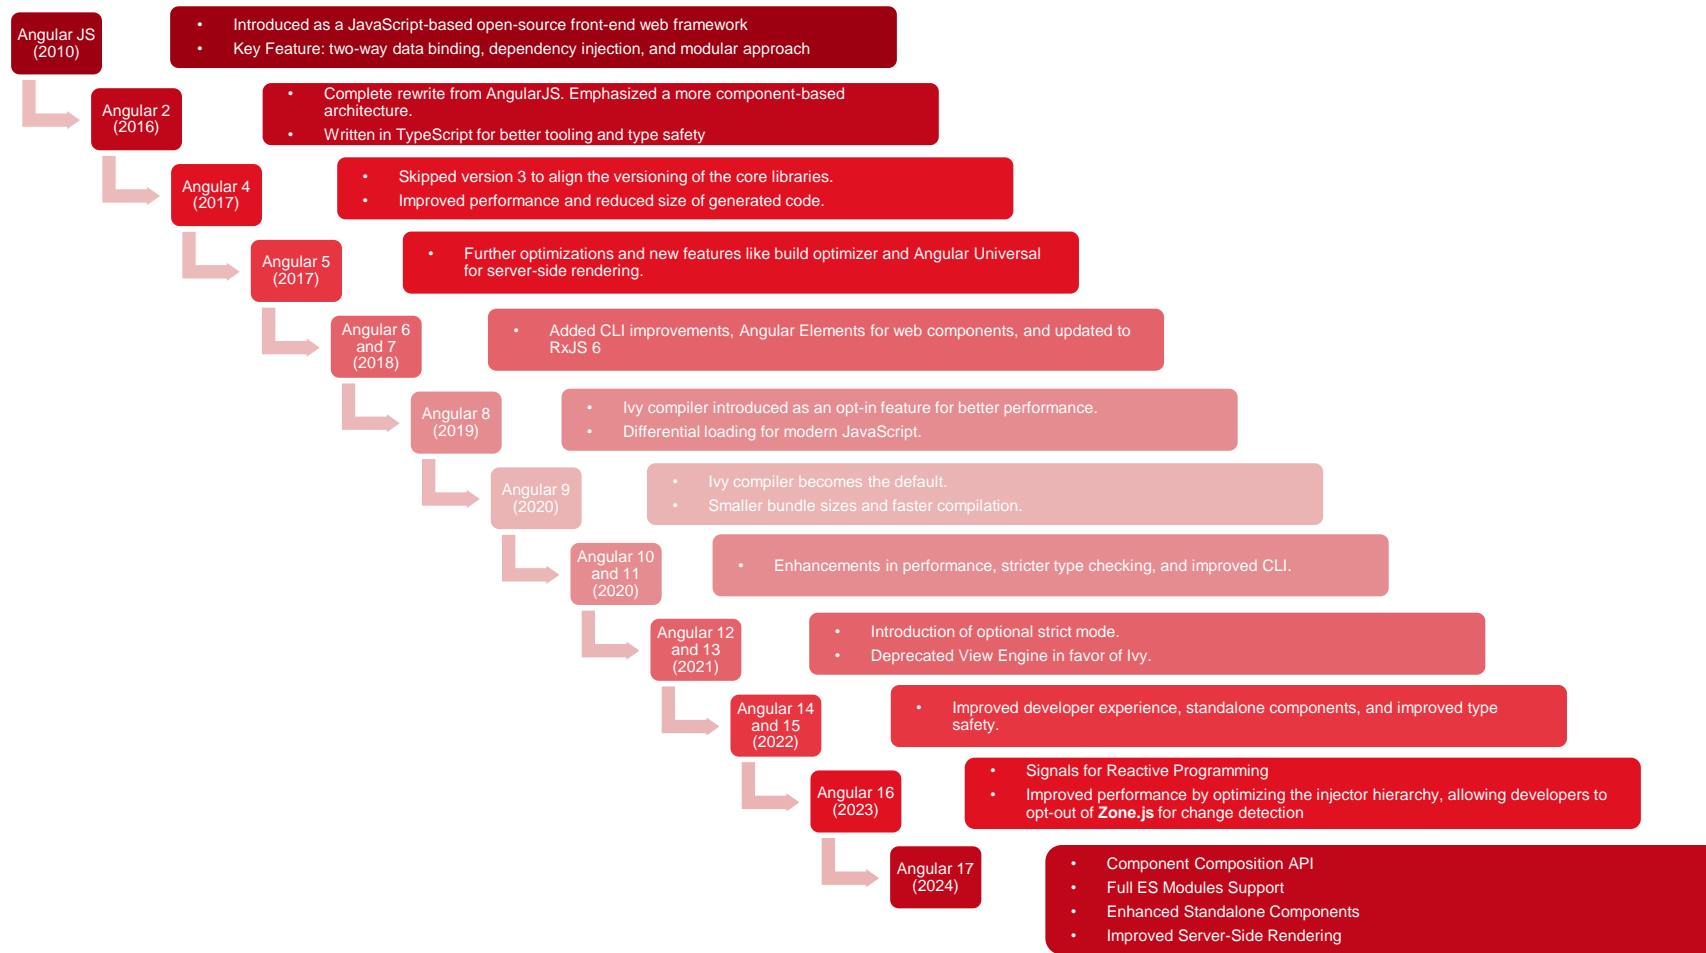 Angular JS
(2010)
• Introduced as a JavaScript-based open-source front-end web framework
• Key Feature: two-way data binding, dependency injection, and modular approach
Angular 2
(2016)
• Complete rewrite from AngularJS. Emphasized a more component-based
architecture.
• Written in TypeScript for better tooling and type safety
Angular 4
(2017)
• Skipped version 3 to align the versioning of the core libraries.
• Improved performance and reduced size of generated code.
Angular 5
(2017)
• Further optimizations and new features like build optimizer and Angular Universal
for server-side rendering.
Angular 6
and 7
(2018)
• Added CLI improvements, Angular Elements for web components, and updated to
RxJS 6
Angular 8
(2019)
• Ivy compiler introduced as an opt-in feature for better performance.
• Differential loading for modern JavaScript.
Angular 9
(2020)
• Ivy compiler becomes the default.
• Smaller bundle sizes and faster compilation.
Angular 10
and 11
(2020)
• Enhancements in performance, stricter type checking, and improved CLI.
Angular 12
and 13
(2021)
• Introduction of optional strict mode.
• Deprecated View Engine in favor of Ivy.
Angular 14
and 15
(2022)
• Improved developer experience, standalone components, and improved type
safety.
Angular 16
(2023)
• Signals for Reactive Programming
• Improved performance by optimizing the injector hierarchy, allowing developers to
opt-out of Zone.js for change detection
Angular 17
(2024)
• Component Composition API
• Full ES Modules Support
• Enhanced Standalone Components
• Improved Server-Side Rendering